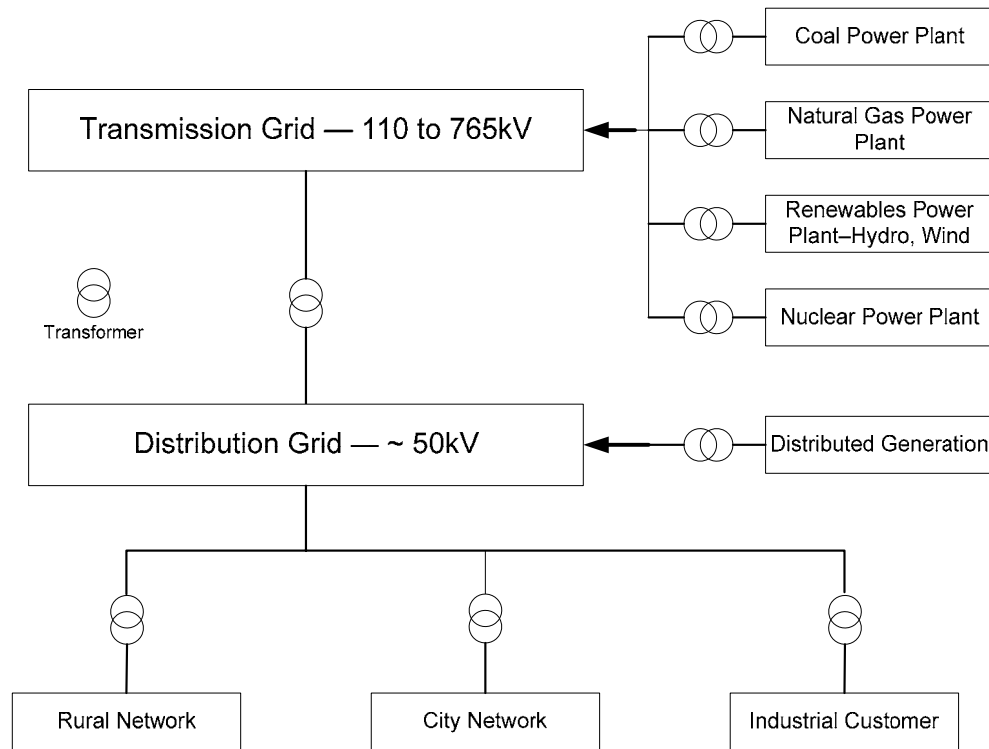 Coal Power Plant
Transmission Grid — 110 to 765kV
Natural Gas Power
Plant
Renewables Power
Plant–Hydro, Wind
Transformer
Nuclear Power Plant
Distribution Grid — ~ 50kV
Distributed Generation
Rural Network
City Network
Industrial Customer